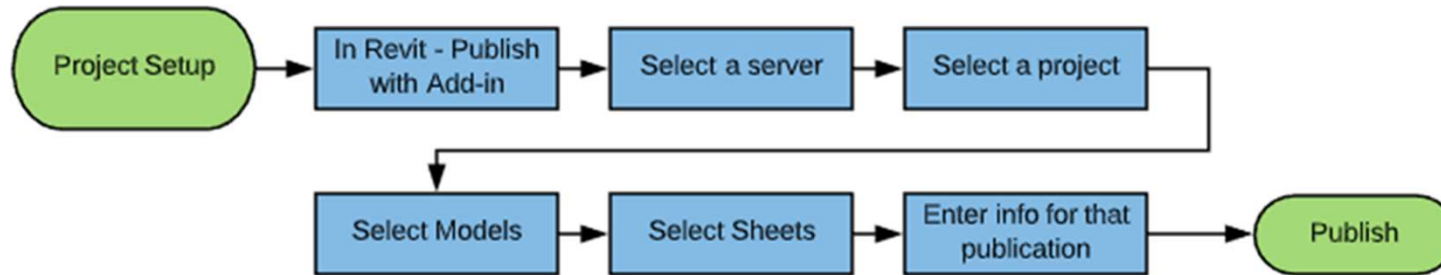 Project Setup
In Revit - Publish
with Add-in
Select a server
Select a project
Select Models
Select Sheets
Enter info for that
publication
Publish